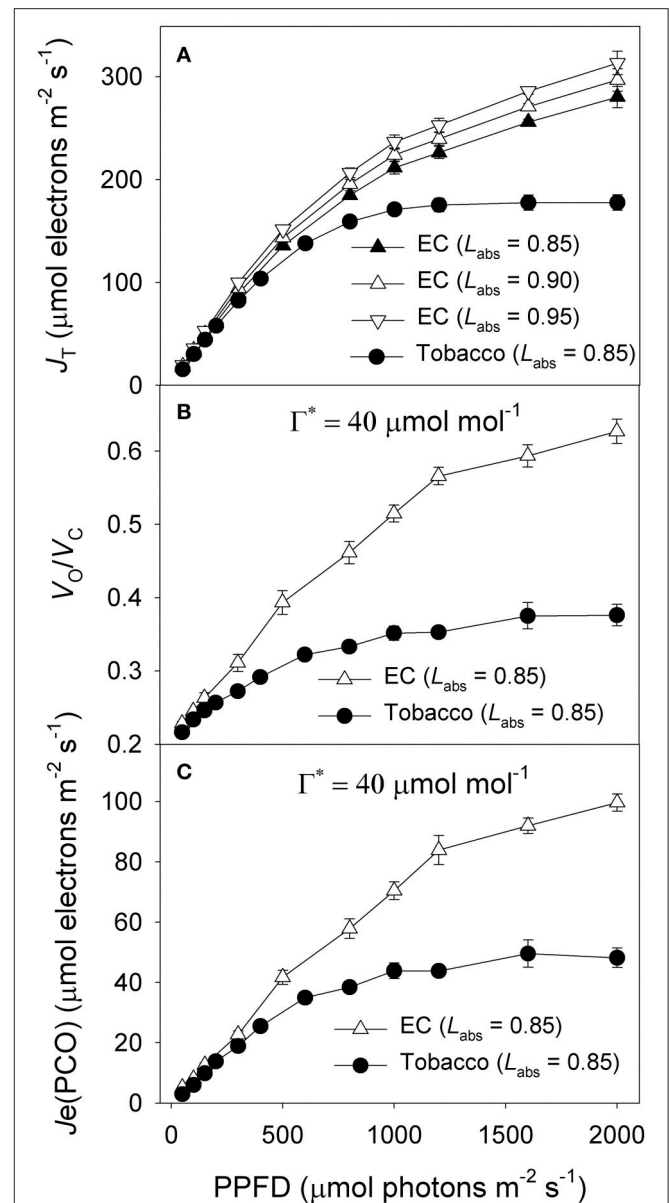 A
300
200
100
0
J_T (μmol electrons m⁻² s⁻¹)
EC (L_abs = 0.85)
EC (L_abs = 0.90)
EC (L_abs = 0.95)
Tobacco (L_abs = 0.85)
B
Γ* = 40 μmol mol⁻¹
0.6
0.5
0.4
0.3
0.2
V_O/V_C
EC (L_abs = 0.85)
Tobacco (L_abs = 0.85)
C
Γ* = 40 μmol mol⁻¹
100
80
60
40
20
0
Je(PCO) (μmol electrons m⁻² s⁻¹)
EC (L_abs = 0.85)
Tobacco (L_abs = 0.85)
0 500 1000 1500 2000
PPFD (μmol photons m⁻² s⁻¹)